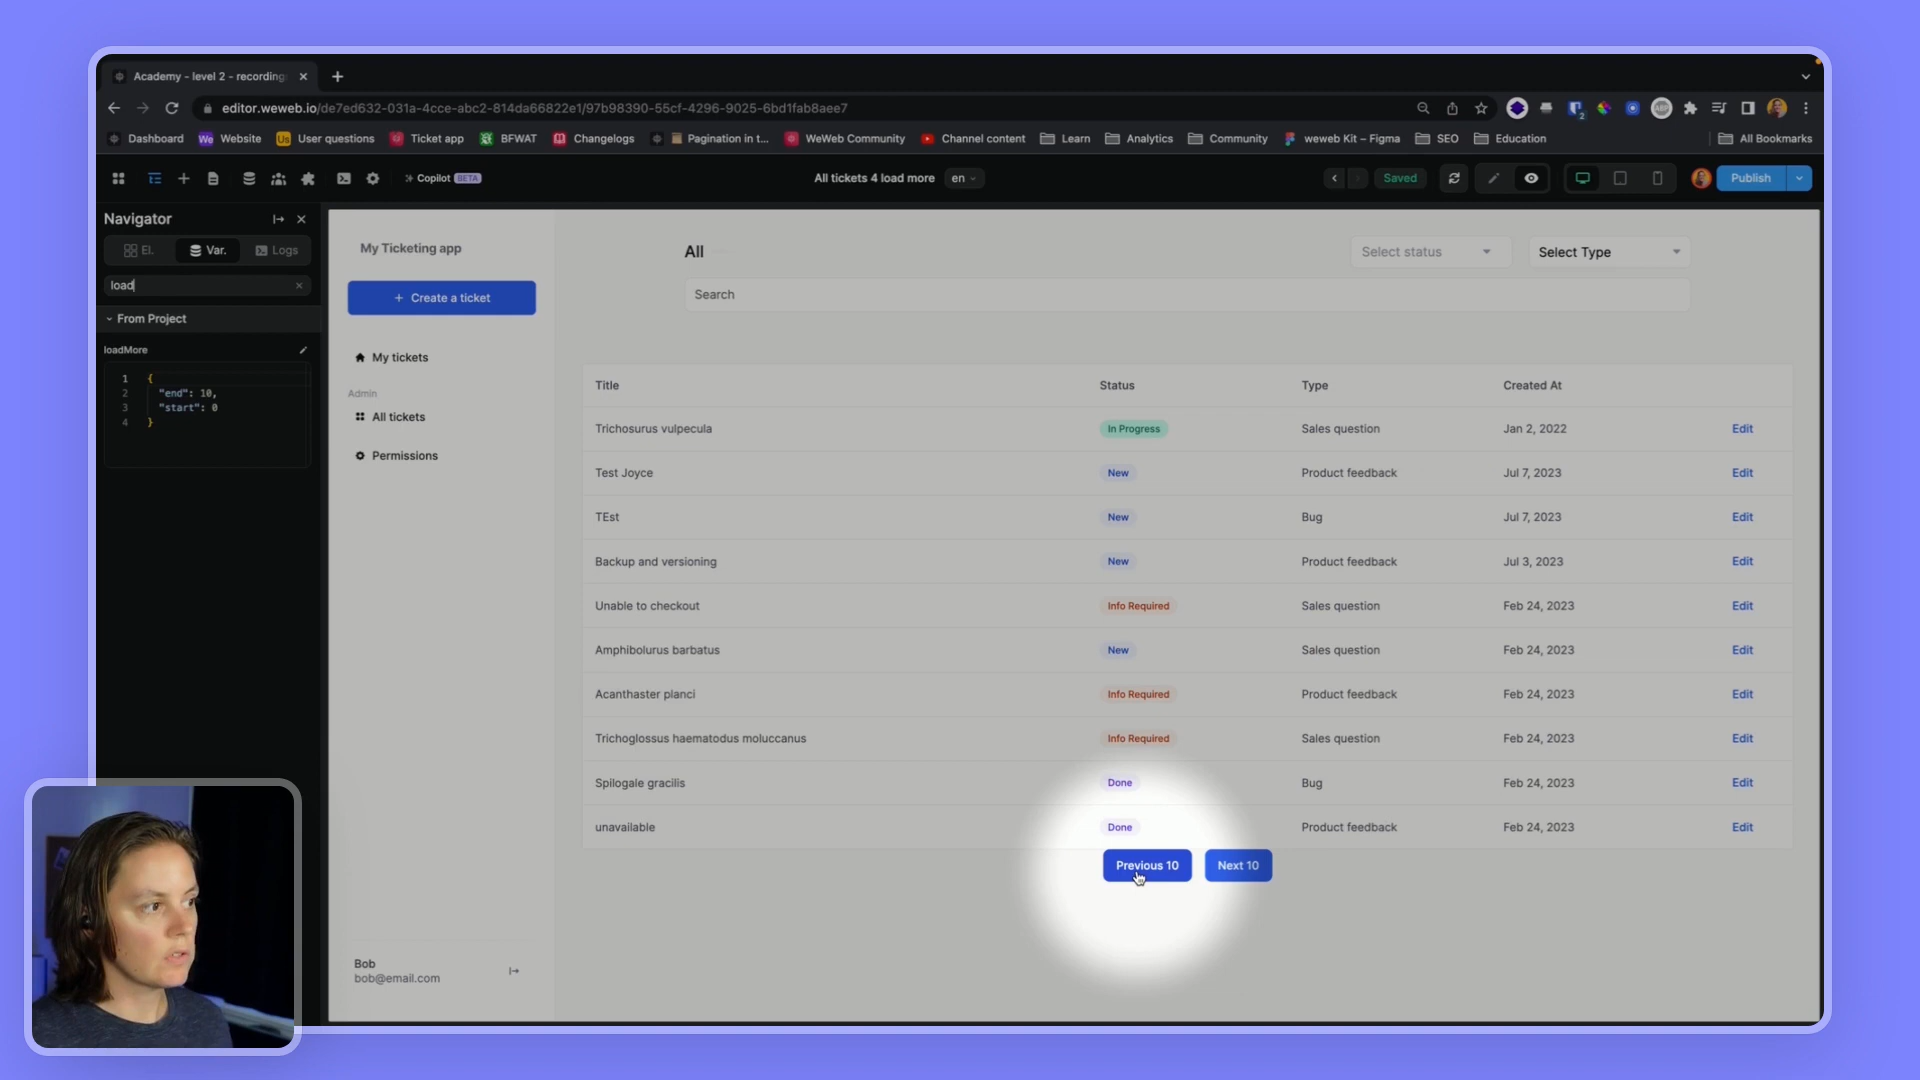 Academy - level 2 - recording
editor.weweb.io/de7ed632-031a-4cce-abc2-814da66822e1/97b98390-55cf-4296-9025-6bd1fab8aee7
Dashboard We Website Us User questions Ticket app BFWAT Changelogs Pagination in t... WeWeb Community Channel content Learn Analytics Community weweb Kit – Figma SEO Education All Bookmarks
Copilot BETA All tickets 4 load more en Saved Publish
Navigator
El. Var. Logs
load
From Project
loadMore
1 {
2 "end": 10,
3 "start": 0
4 }
My Ticketing app
+ Create a ticket
My tickets
Admin
All tickets
Permissions
Bob
bob@email.com
All Select status Select Type
Search
Title Status Type Created At
Trichosurus vulpecula In Progress Sales question Jan 2, 2022 Edit
Test Joyce New Product feedback Jul 7, 2023 Edit
TEst New Bug Jul 7, 2023 Edit
Backup and versioning New Product feedback Jul 3, 2023 Edit
Unable to checkout Info Required Sales question Feb 24, 2023 Edit
Amphibolurus barbatus New Sales question Feb 24, 2023 Edit
Acanthaster planci Info Required Product feedback Feb 24, 2023 Edit
Trichoglossus haematodus moluccanus Info Required Sales question Feb 24, 2023 Edit
Spilogale gracilis Done Bug Feb 24, 2023 Edit
unavailable Done Product feedback Feb 24, 2023 Edit
Previous 10 Next 10